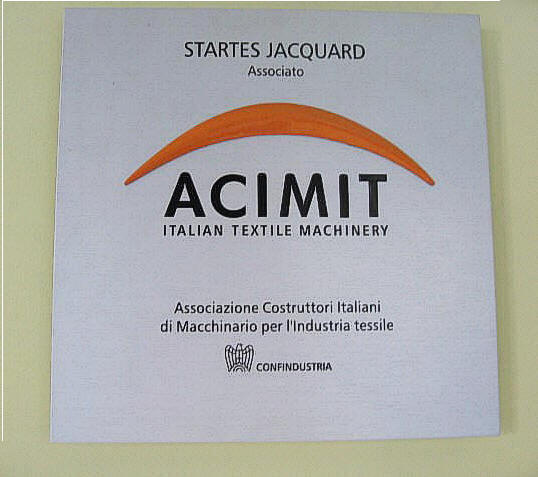 STARTES JACQUARD
Associato
ACIMIT
ITALIAN TEXTILE MACHINERY
Associazione Costruttori Italiani
di Macchinario per l'Industria tessile
CONFINDUSTRIA